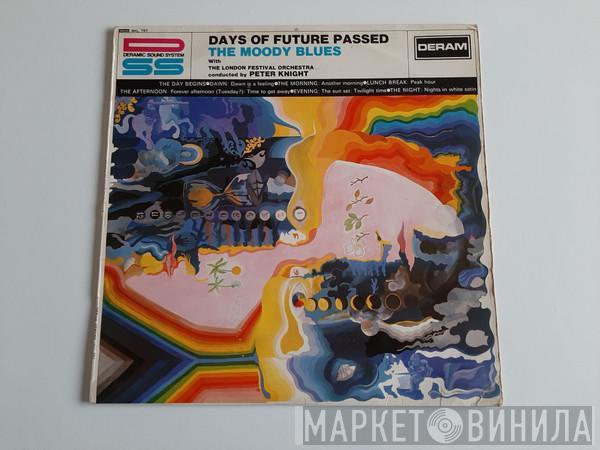 MONO SML 707
DERAMIC SOUND SYSTEM
DSS
DAYS OF FUTURE PASSED
THE MOODY BLUES
With
THE LONDON FESTIVAL ORCHESTRA
conducted by PETER KNIGHT
DERAM
THE DAY BEGINS●DAWN: Dawn is a feeling●THE MORNING: Another morning●LUNCH BREAK: Peak hour
THE AFTERNOON: Forever afternoon (Tuesday?): Time to get away●EVENING: The sun set: Twilight time●THE NIGHT: Nights in white satin
МАРКЕТ ВИНИЛА